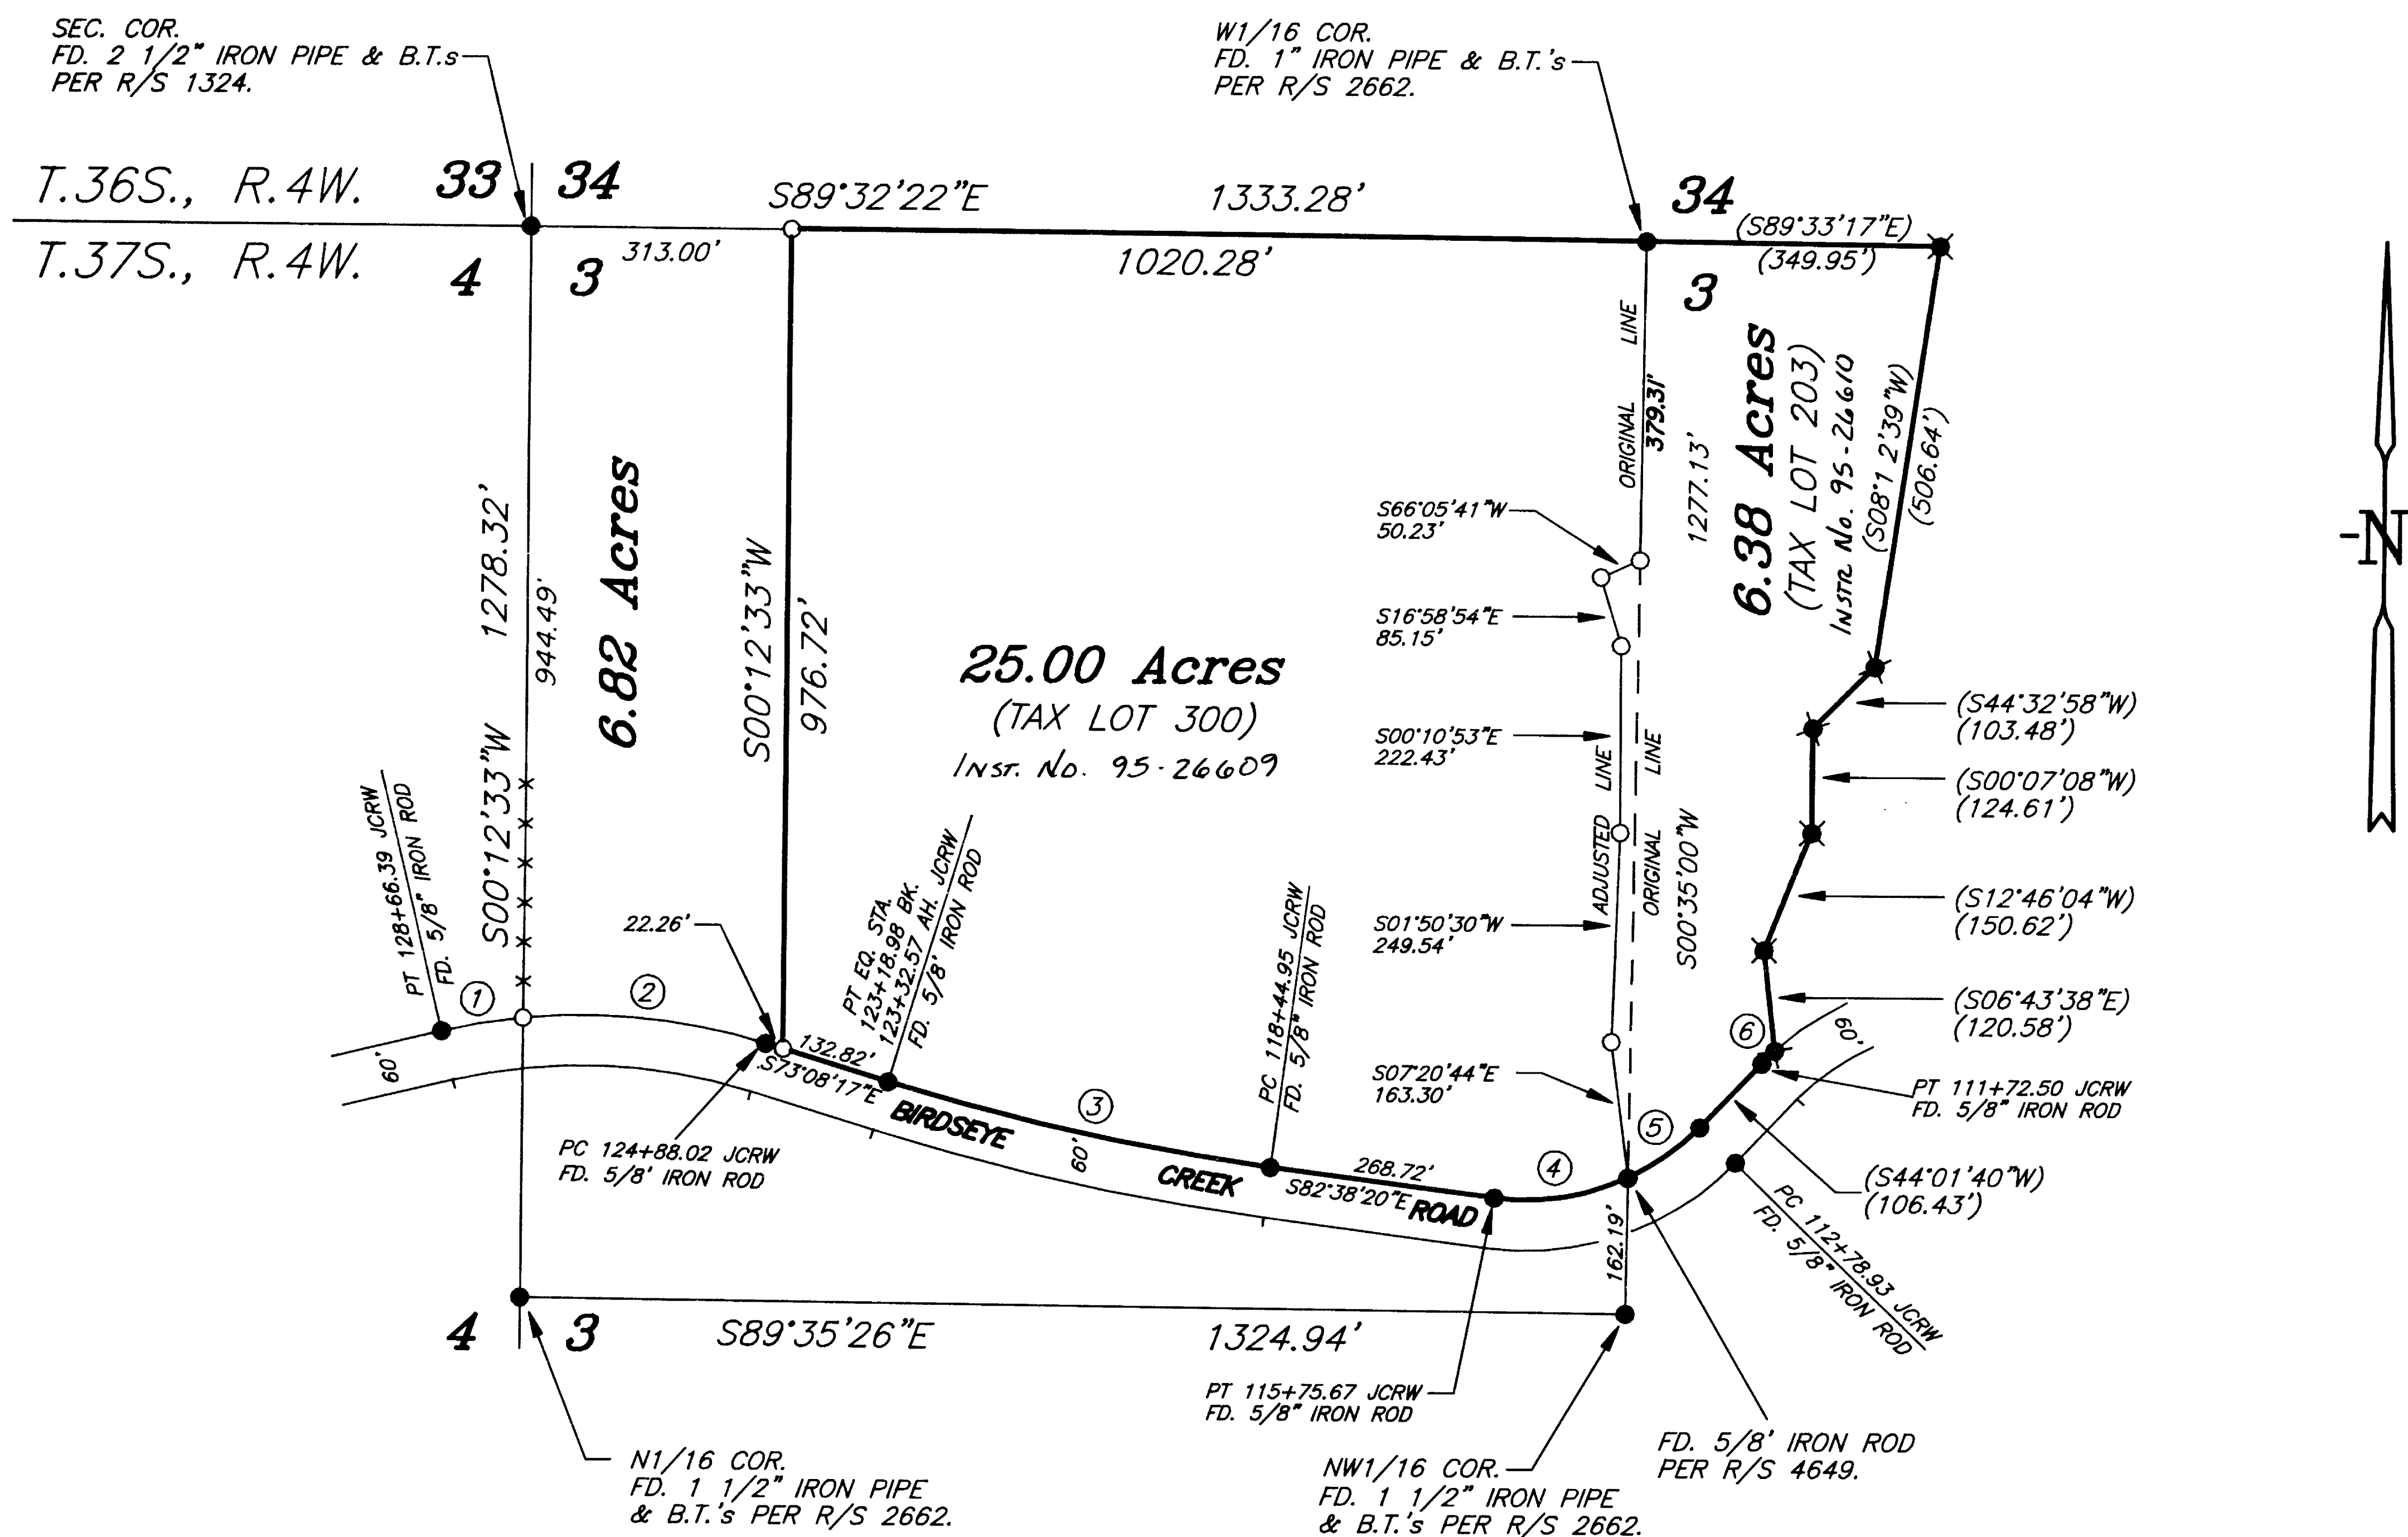 SEC. COR.
FD. 2 1/2" IRON PIPE & B.T.s
PER R/S 1324.
W1/16 COR.
FD. 1" IRON PIPE & B.T.'s
PER R/S 2662.
T.36S., R.4W.
33
34
S89°32'22"E
1333.28'
34
(S89°33'17"E)
T.37S., R.4W.
4
3
313.00'
1020.28'
(349.95')
3
ORIGINAL LINE
379.31'
1277.13'
6.38 Acres
(TAX LOT 203)
INSTR No. 95-26610
(S08°1 2'39"W)
(506.64')
-N
S00°12'33"W 1278.32'
944.49'
6.82 Acres
S00°12'33"W
976.72'
25.00 Acres
(TAX LOT 300)
INST. No. 95-26609
S66°05'41"W
50.23'
S16°58'54"E
85.15'
S00°10'53"E
222.43'
ADJUSTED LINE
ORIGINAL LINE
S00°35'00"W
S01°50'30"W
249.54'
S07°20'44"E
163.30'
(S44°32'58"W)
(103.48')
(S00°07'08"W)
(124.61')
(S12°46'04"W)
(150.62')
(S06°43'38"E)
(120.58')
PT 128+66.39 JCRW
FD. 5/8" IRON ROD
22.26'
PT EQ. STA.
123+18.98 BK.
123+32.57 AH. JCRW
FD. 5/8' IRON ROD
PC 118+44.95 JCRW
FD. 5/8" IRON ROD
1
2
60'
132.82'
S73°08'17"E
3
BIRDSEYE CREEK ROAD
60'
268.72'
S82°38'20"E
4
5
6
60'
PT 111+72.50 JCRW
FD. 5/8" IRON ROD
PC 124+88.02 JCRW
FD. 5/8' IRON ROD
162.19'
(S44°01'40"W)
(106.43')
PC 112+78.93 JCRW
FD. 5/8" IRON ROD
4
3
S89°35'26"E
1324.94'
PT 115+75.67 JCRW
FD. 5/8" IRON ROD
N1/16 COR.
FD. 1 1/2" IRON PIPE
& B.T.'s PER R/S 2662.
NW1/16 COR.
FD. 1 1/2" IRON PIPE
& B.T.'s PER R/S 2662.
FD. 5/8' IRON ROD
PER R/S 4649.